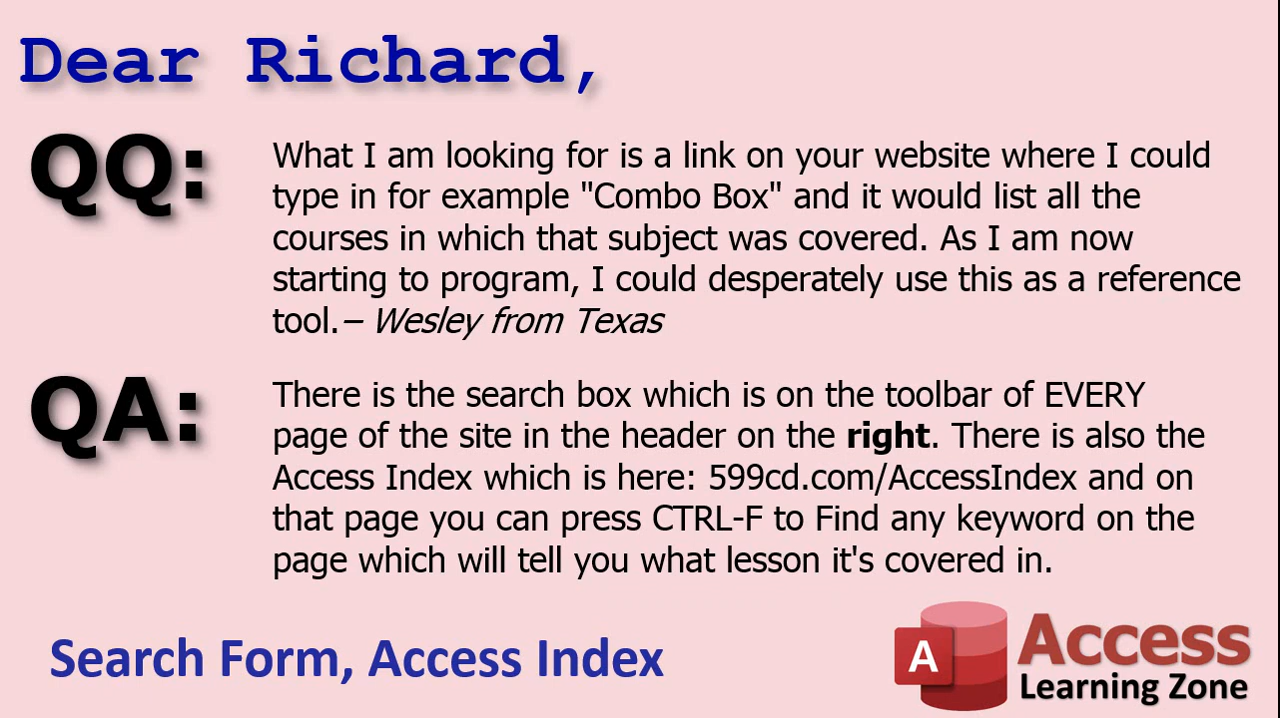 Dear Richard,
QQ:
What I am looking for is a link on your website where I could
type in for example "Combo Box" and it would list all the
courses in which that subject was covered. As I am now
starting to program, I could desperately use this as a reference
tool. – Wesley from Texas
QA:
There is the search box which is on the toolbar of EVERY
page of the site in the header on the right. There is also the
Access Index which is here: 599cd.com/AccessIndex and on
that page you can press CTRL-F to Find any keyword on the
page which will tell you what lesson it's covered in.
Search Form, Access Index
A
Access
Learning Zone